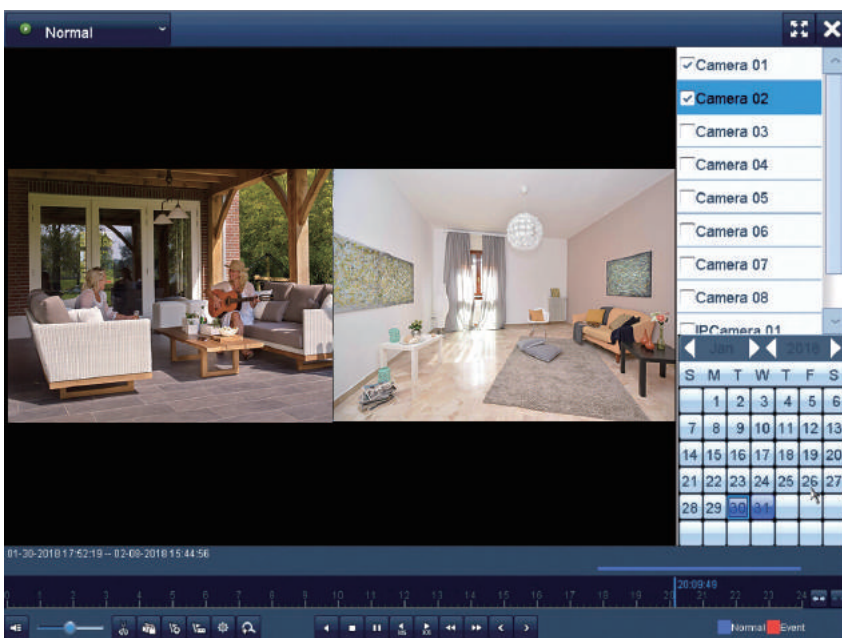 Normal
Camera 01
Camera 02
Camera 03
Camera 04
Camera 05
Camera 06
Camera 07
Camera 08
IPCamera 01
Jan 2018
S M T W T F S
1 2 3 4 5 6
7 8 9 10 11 12 13
14 15 16 17 18 19 20
21 22 23 24 25 26 27
28 29 30 31
01-30-2018 17:52:19 -- 02-08-2018 15:44:56
20:09:49
0 1 2 3 4 5 6 7 8 9 10 11 12 13 14 15 16 17 18 19 20 21 22 23 24
Normal Event